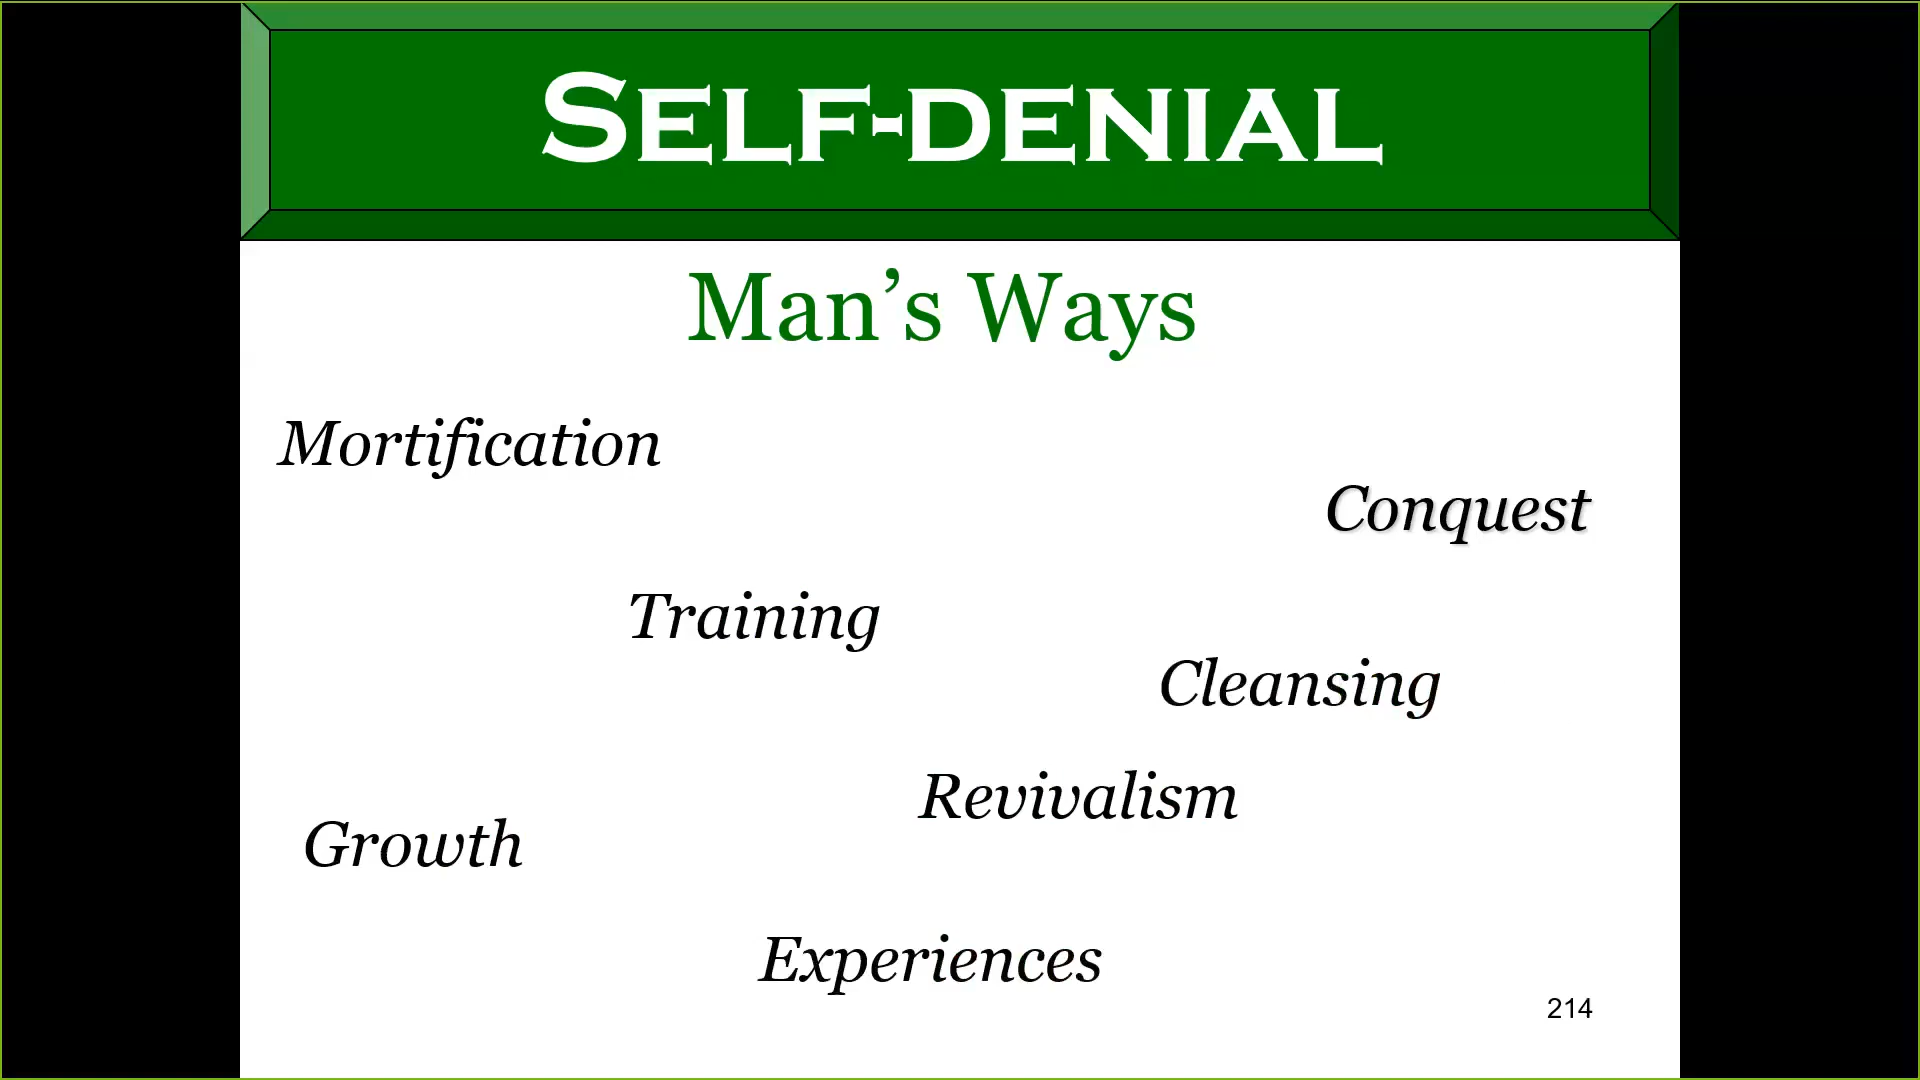 SELF-DENIAL
Man’s Ways
Mortification
Conquest
Training
Cleansing
Revivalism
Growth
Experiences
214